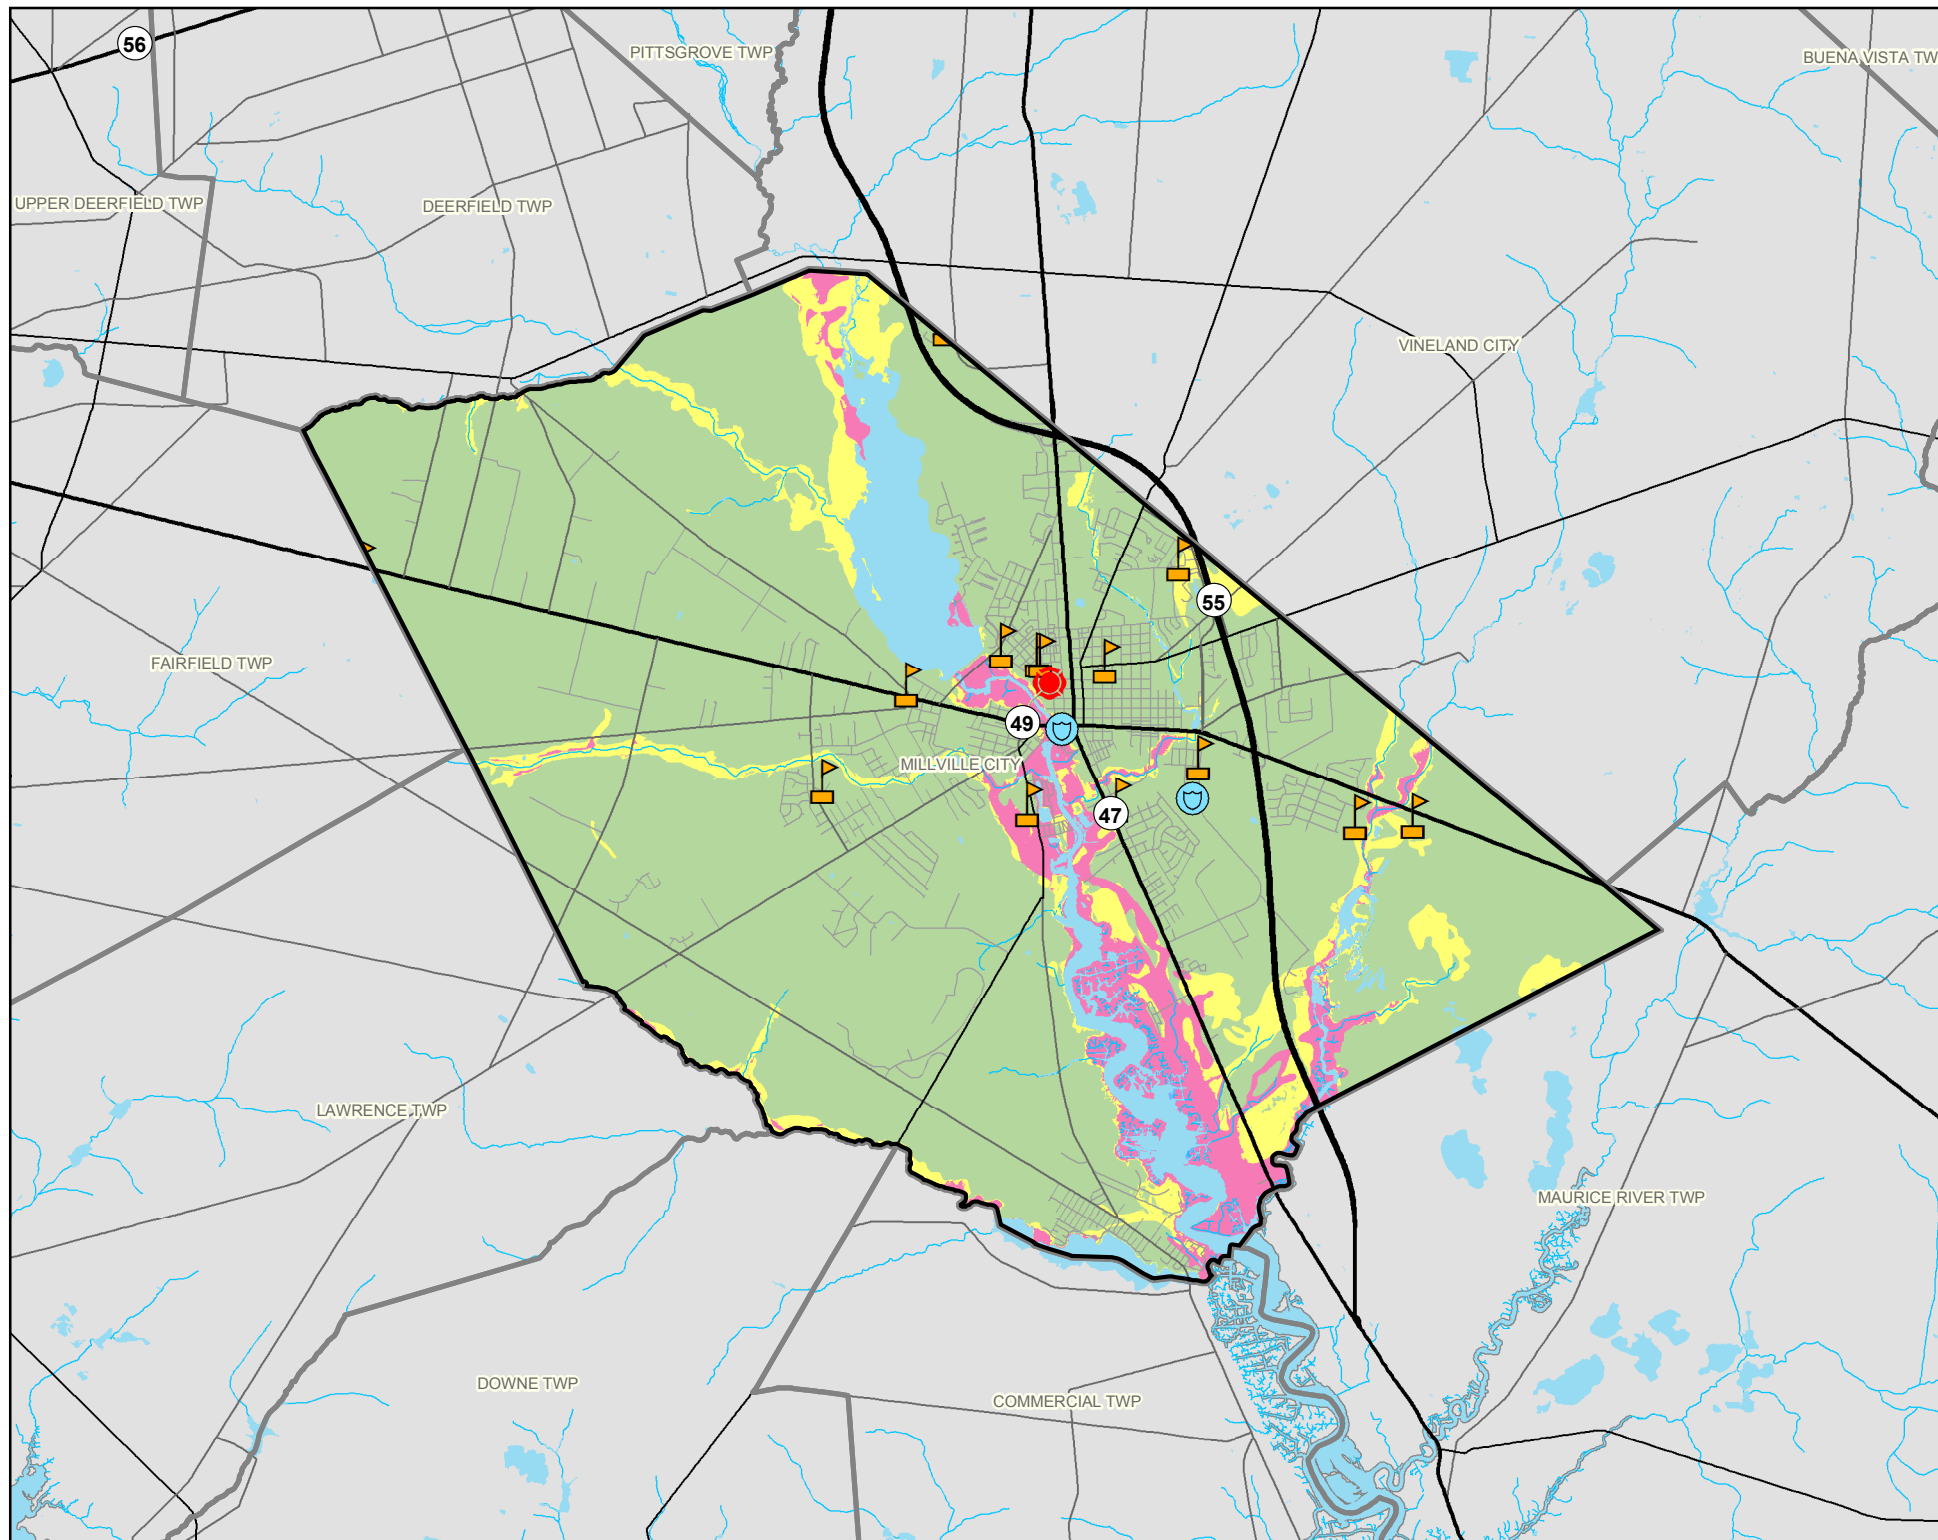 56
PITTSGROVE TWP
BUENA VISTA TW
UPPER DEERFIELD TWP
DEERFIELD TWP
VINELAND CITY
55
FAIRFIELD TWP
49
MILLVILLE CITY
47
LAWRENCE TWP
MAURICE RIVER TWP
DOWNE TWP
COMMERCIAL TWP